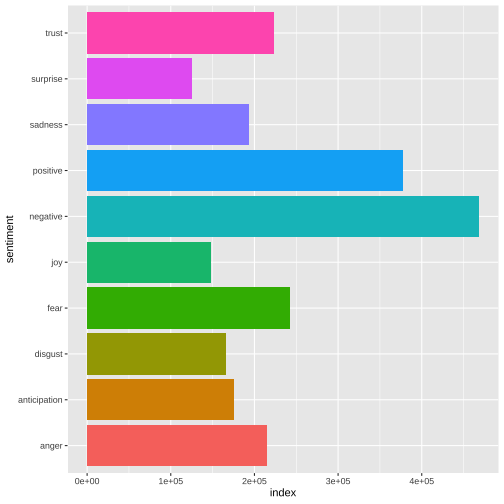 trust
surprise
sadness
positive
negative
joy
fear
disgust
anticipation
anger
sentiment
0e+00 1e+05 2e+05 3e+05 4e+05
index